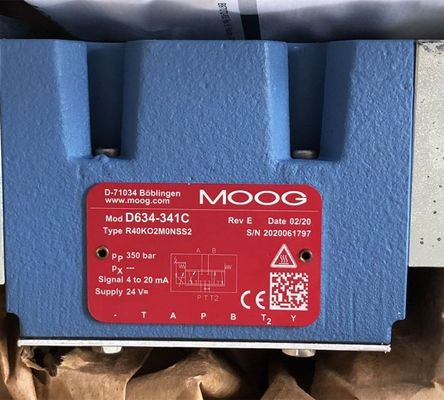 D-71034 Böblingen
www.moog.com
MOOG
Mod D634-341C Rev E Date 02/20
Type R40KO2M0NSS2 S/N 2020061797
A B
Pp 350 bar
PX ---
Signal 4 to 20 mA
Supply 24 V⎓
P T T2
CE
- T A P B T2 Y